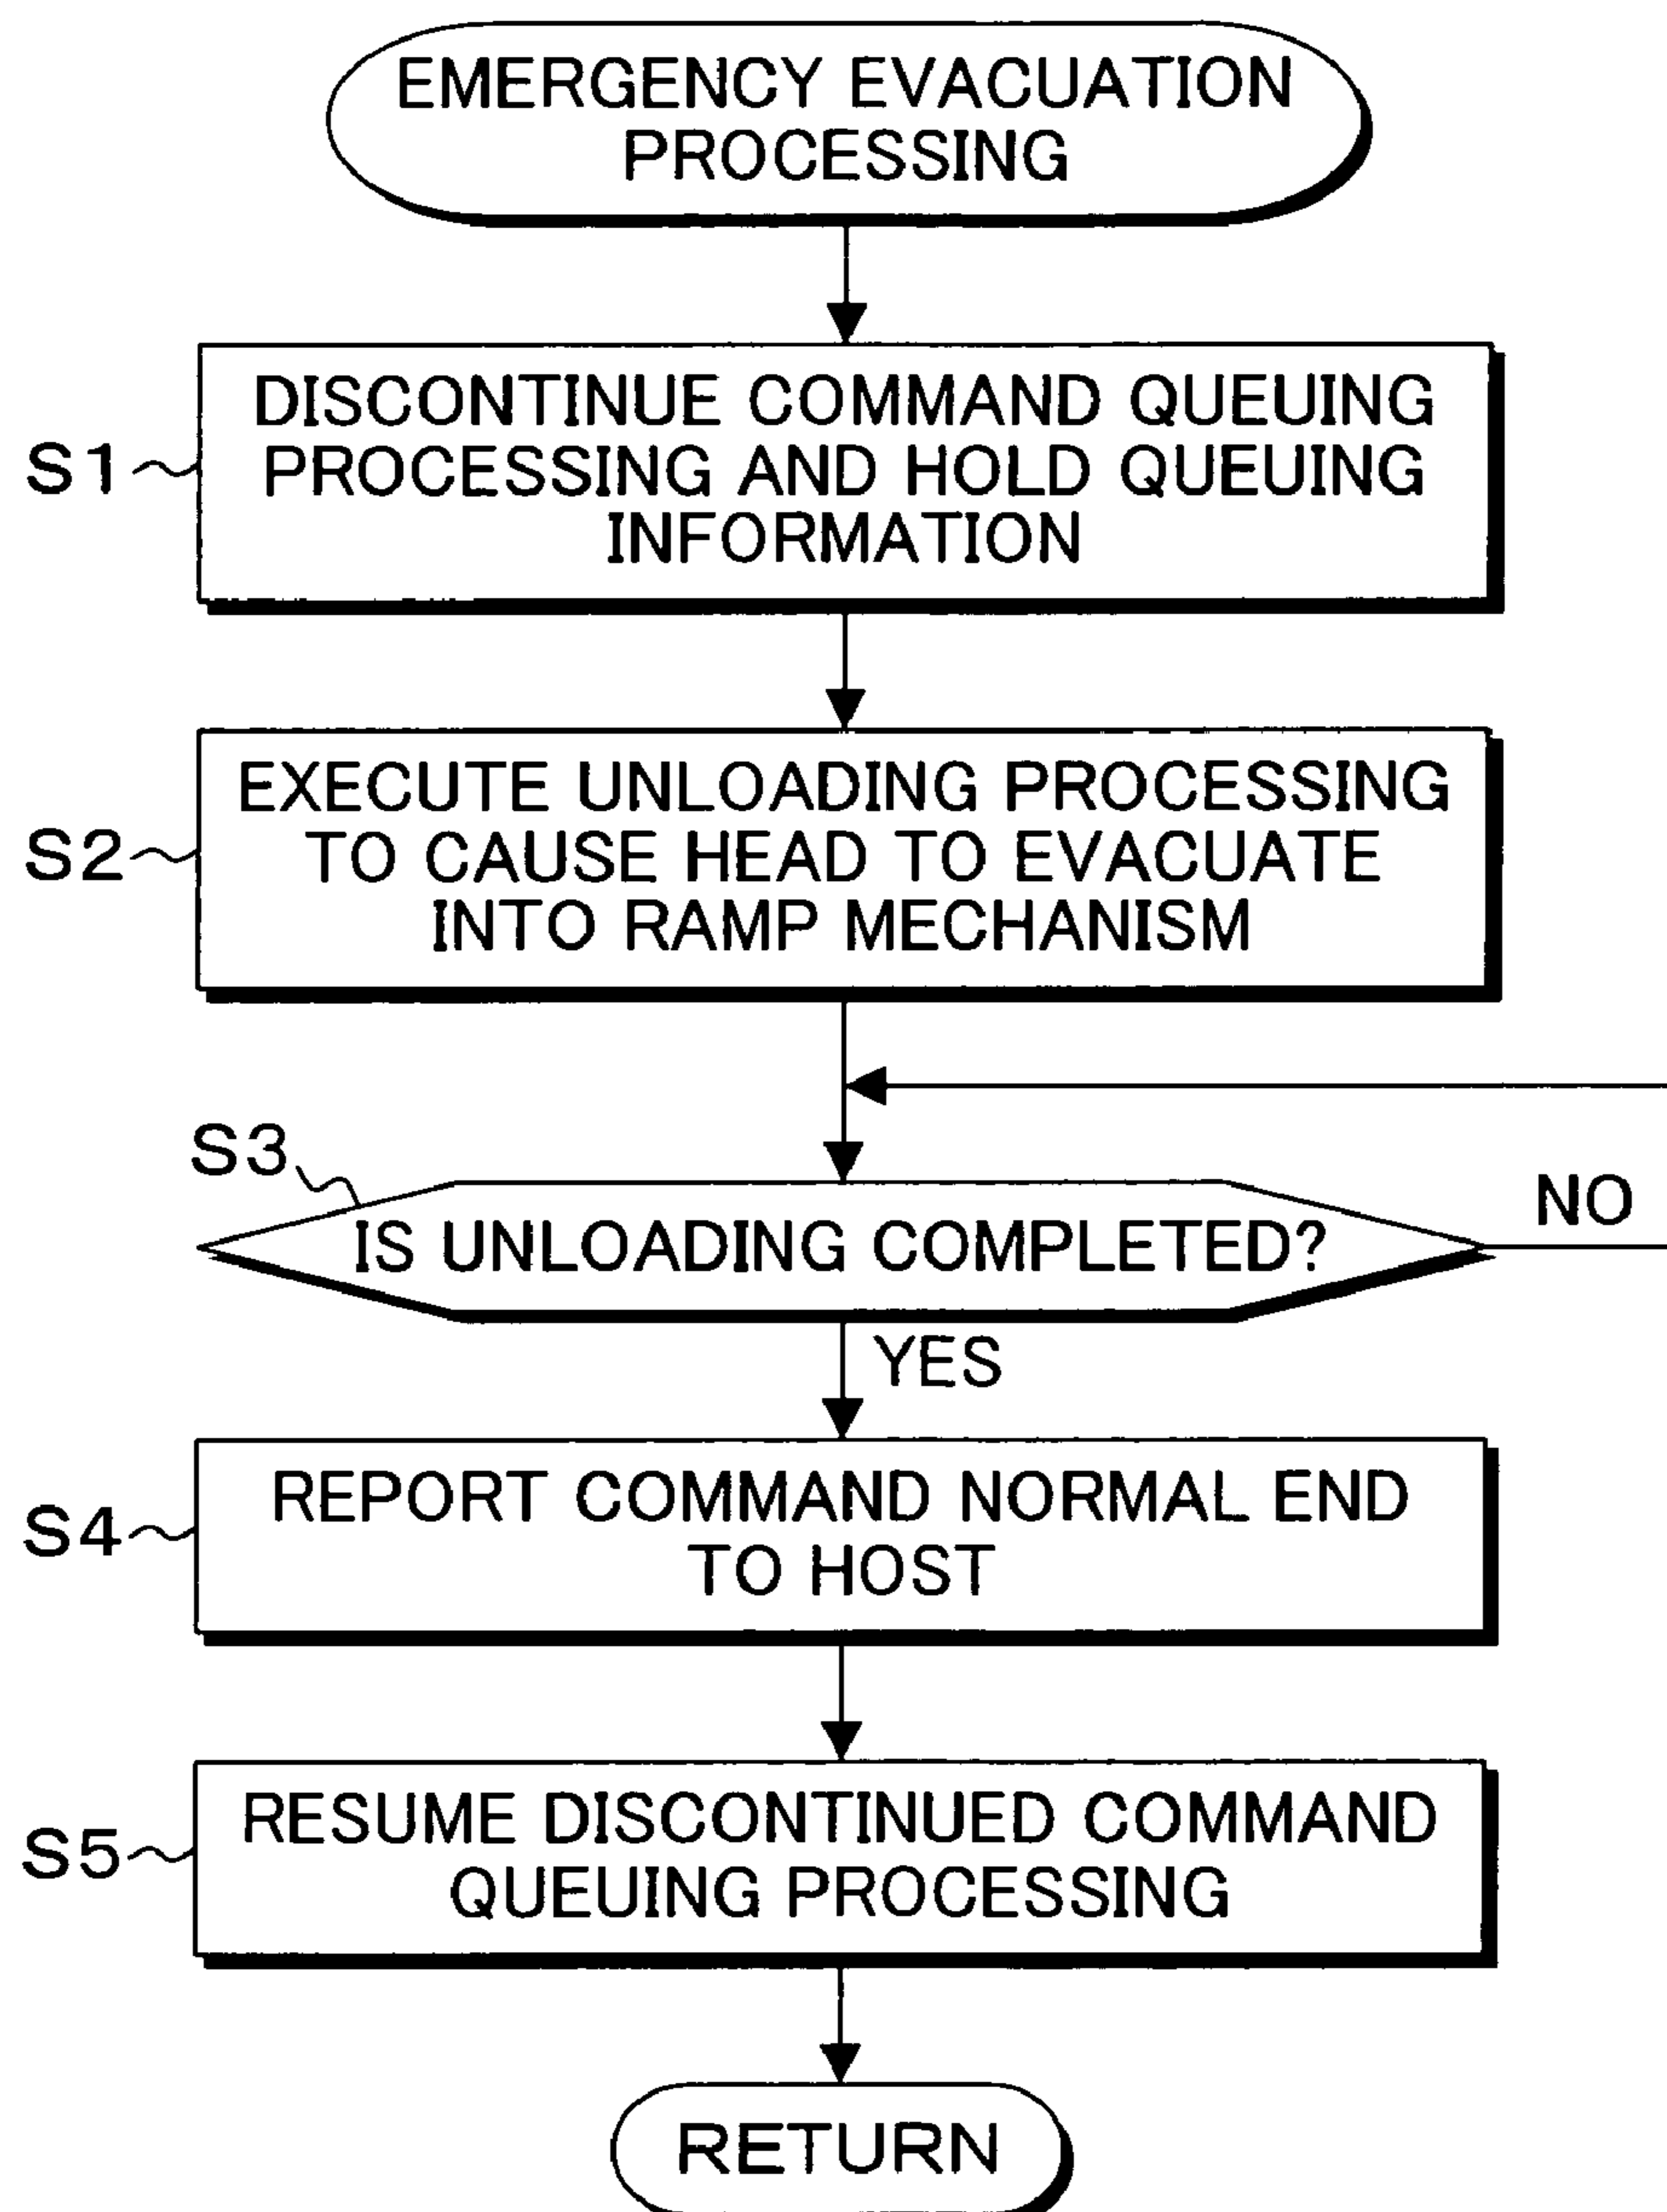 EMERGENCY EVACUATION
PROCESSING
S1
DISCONTINUE COMMAND QUEUING
PROCESSING AND HOLD QUEUING
INFORMATION
S2
EXECUTE UNLOADING PROCESSING
TO CAUSE HEAD TO EVACUATE
INTO RAMP MECHANISM
S3
IS UNLOADING COMPLETED?
NO
YES
S4
REPORT COMMAND NORMAL END
TO HOST
S5
RESUME DISCONTINUED COMMAND
QUEUING PROCESSING
RETURN